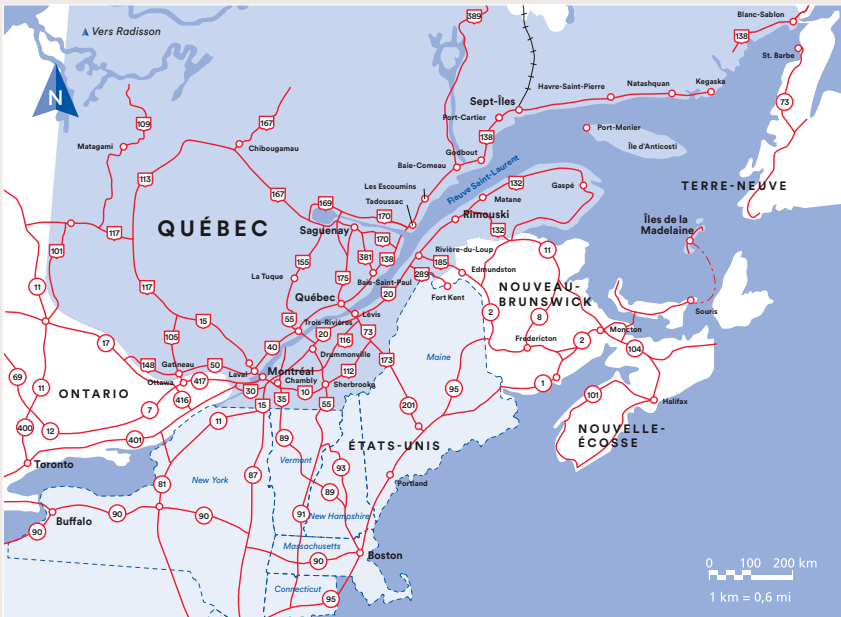 389
Blanc-Sablon
Vers Radisson
138
St. Barbe
N
Havre-Saint-Pierre
Natashquan
Kegaska
Sept-Îles
73
109
167
Port-Cartier
Port-Menier
138
Matagami
Chibougamau
Île d'Anticosti
Godbout
Baie-Comeau
113
Fleuve Saint-Laurent
132
Gaspé
TERRE-NEUVE
167
Les Escoumins
Tadoussac
169
170
Matane
Rimouski
Îles de la
Madeleine
QUÉBEC
117
Saguenay
170
132
101
155
381
138
Rivière-du-Loup
11
185
La Tuque
175
289
Edmundston
11
117
Baie-Saint-Paul
20
Fort Kent
NOUVEAU-
BRUNSWICK
Québec
2
8
Souris
15
55
Lévis
Trois-Rivières
20
73
Moncton
105
116
Fredericton
2
17
40
Drummonville
104
Maine
148
Gatineau
50
173
Laval
Montréal
112
69
11
Ottawa
417
Chambly
Sherbrooke
1
95
ONTARIO
416
30
10
101
35
15
55
201
7
Halifax
11
400
12
401
89
NOUVELLE-
ÉCOSSE
ÉTATS-UNIS
Toronto
Vermont
93
87
81
New York
Portland
89
90
90
91
New Hampshire
Buffalo
90
Massachusetts
Boston
90
0 100 200 km
Connecticut
95
1 km = 0,6 mi